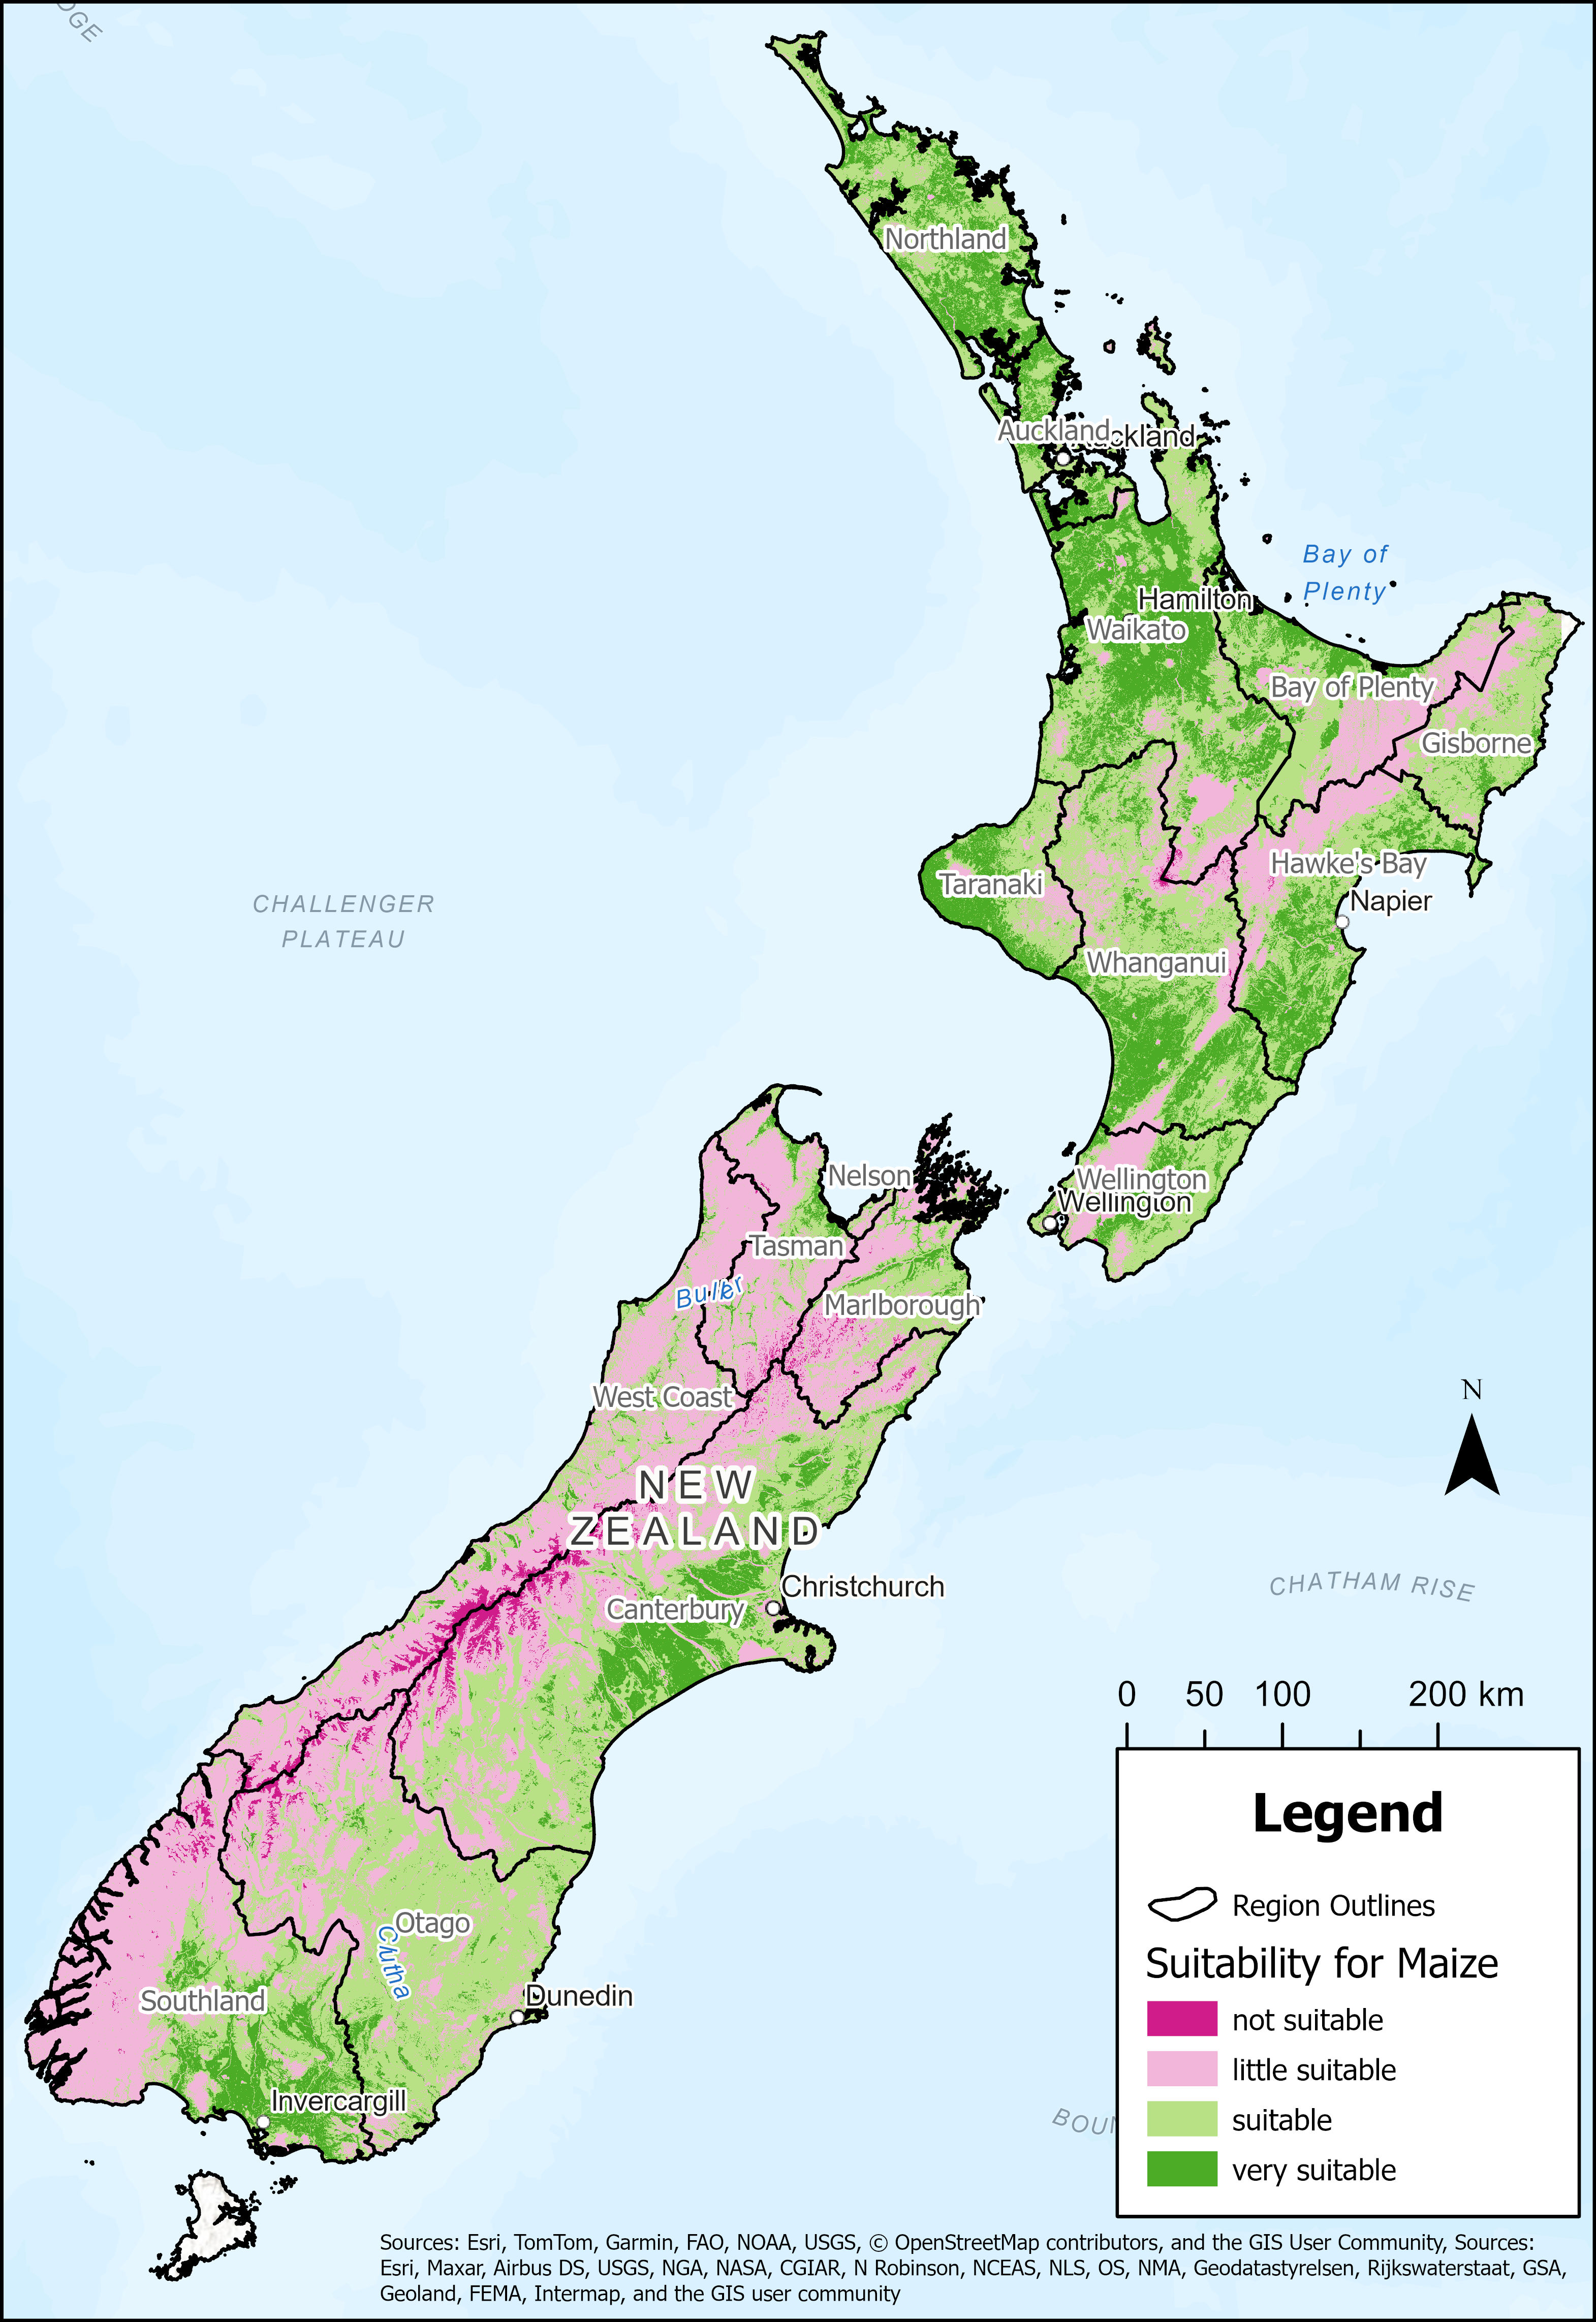 DGE
Northland
Auckland
Auckland
Bay of
Plenty
Hamilton
Waikato
Bay of Plenty
Gisborne
Hawke's Bay
Taranaki
Napier
CHALLENGER
PLATEAU
Whanganui
Nelson
Wellington
Wellington
Tasman
Buller
Marlborough
West Coast
N
NEW
ZEALAND
Christchurch
CHATHAM RISE
Canterbury
0 50 100 200 km
Legend
Region Outlines
Suitability for Maize
not suitable
little suitable
suitable
very suitable
Otago
Clutha
Southland
Dunedin
Invercargill
BOUN
Sources: Esri, TomTom, Garmin, FAO, NOAA, USGS, © OpenStreetMap contributors, and the GIS User Community, Sources:
Esri, Maxar, Airbus DS, USGS, NGA, NASA, CGIAR, N Robinson, NCEAS, NLS, OS, NMA, Geodatastyrelsen, Rijkswaterstaat, GSA,
Geoland, FEMA, Intermap, and the GIS user community